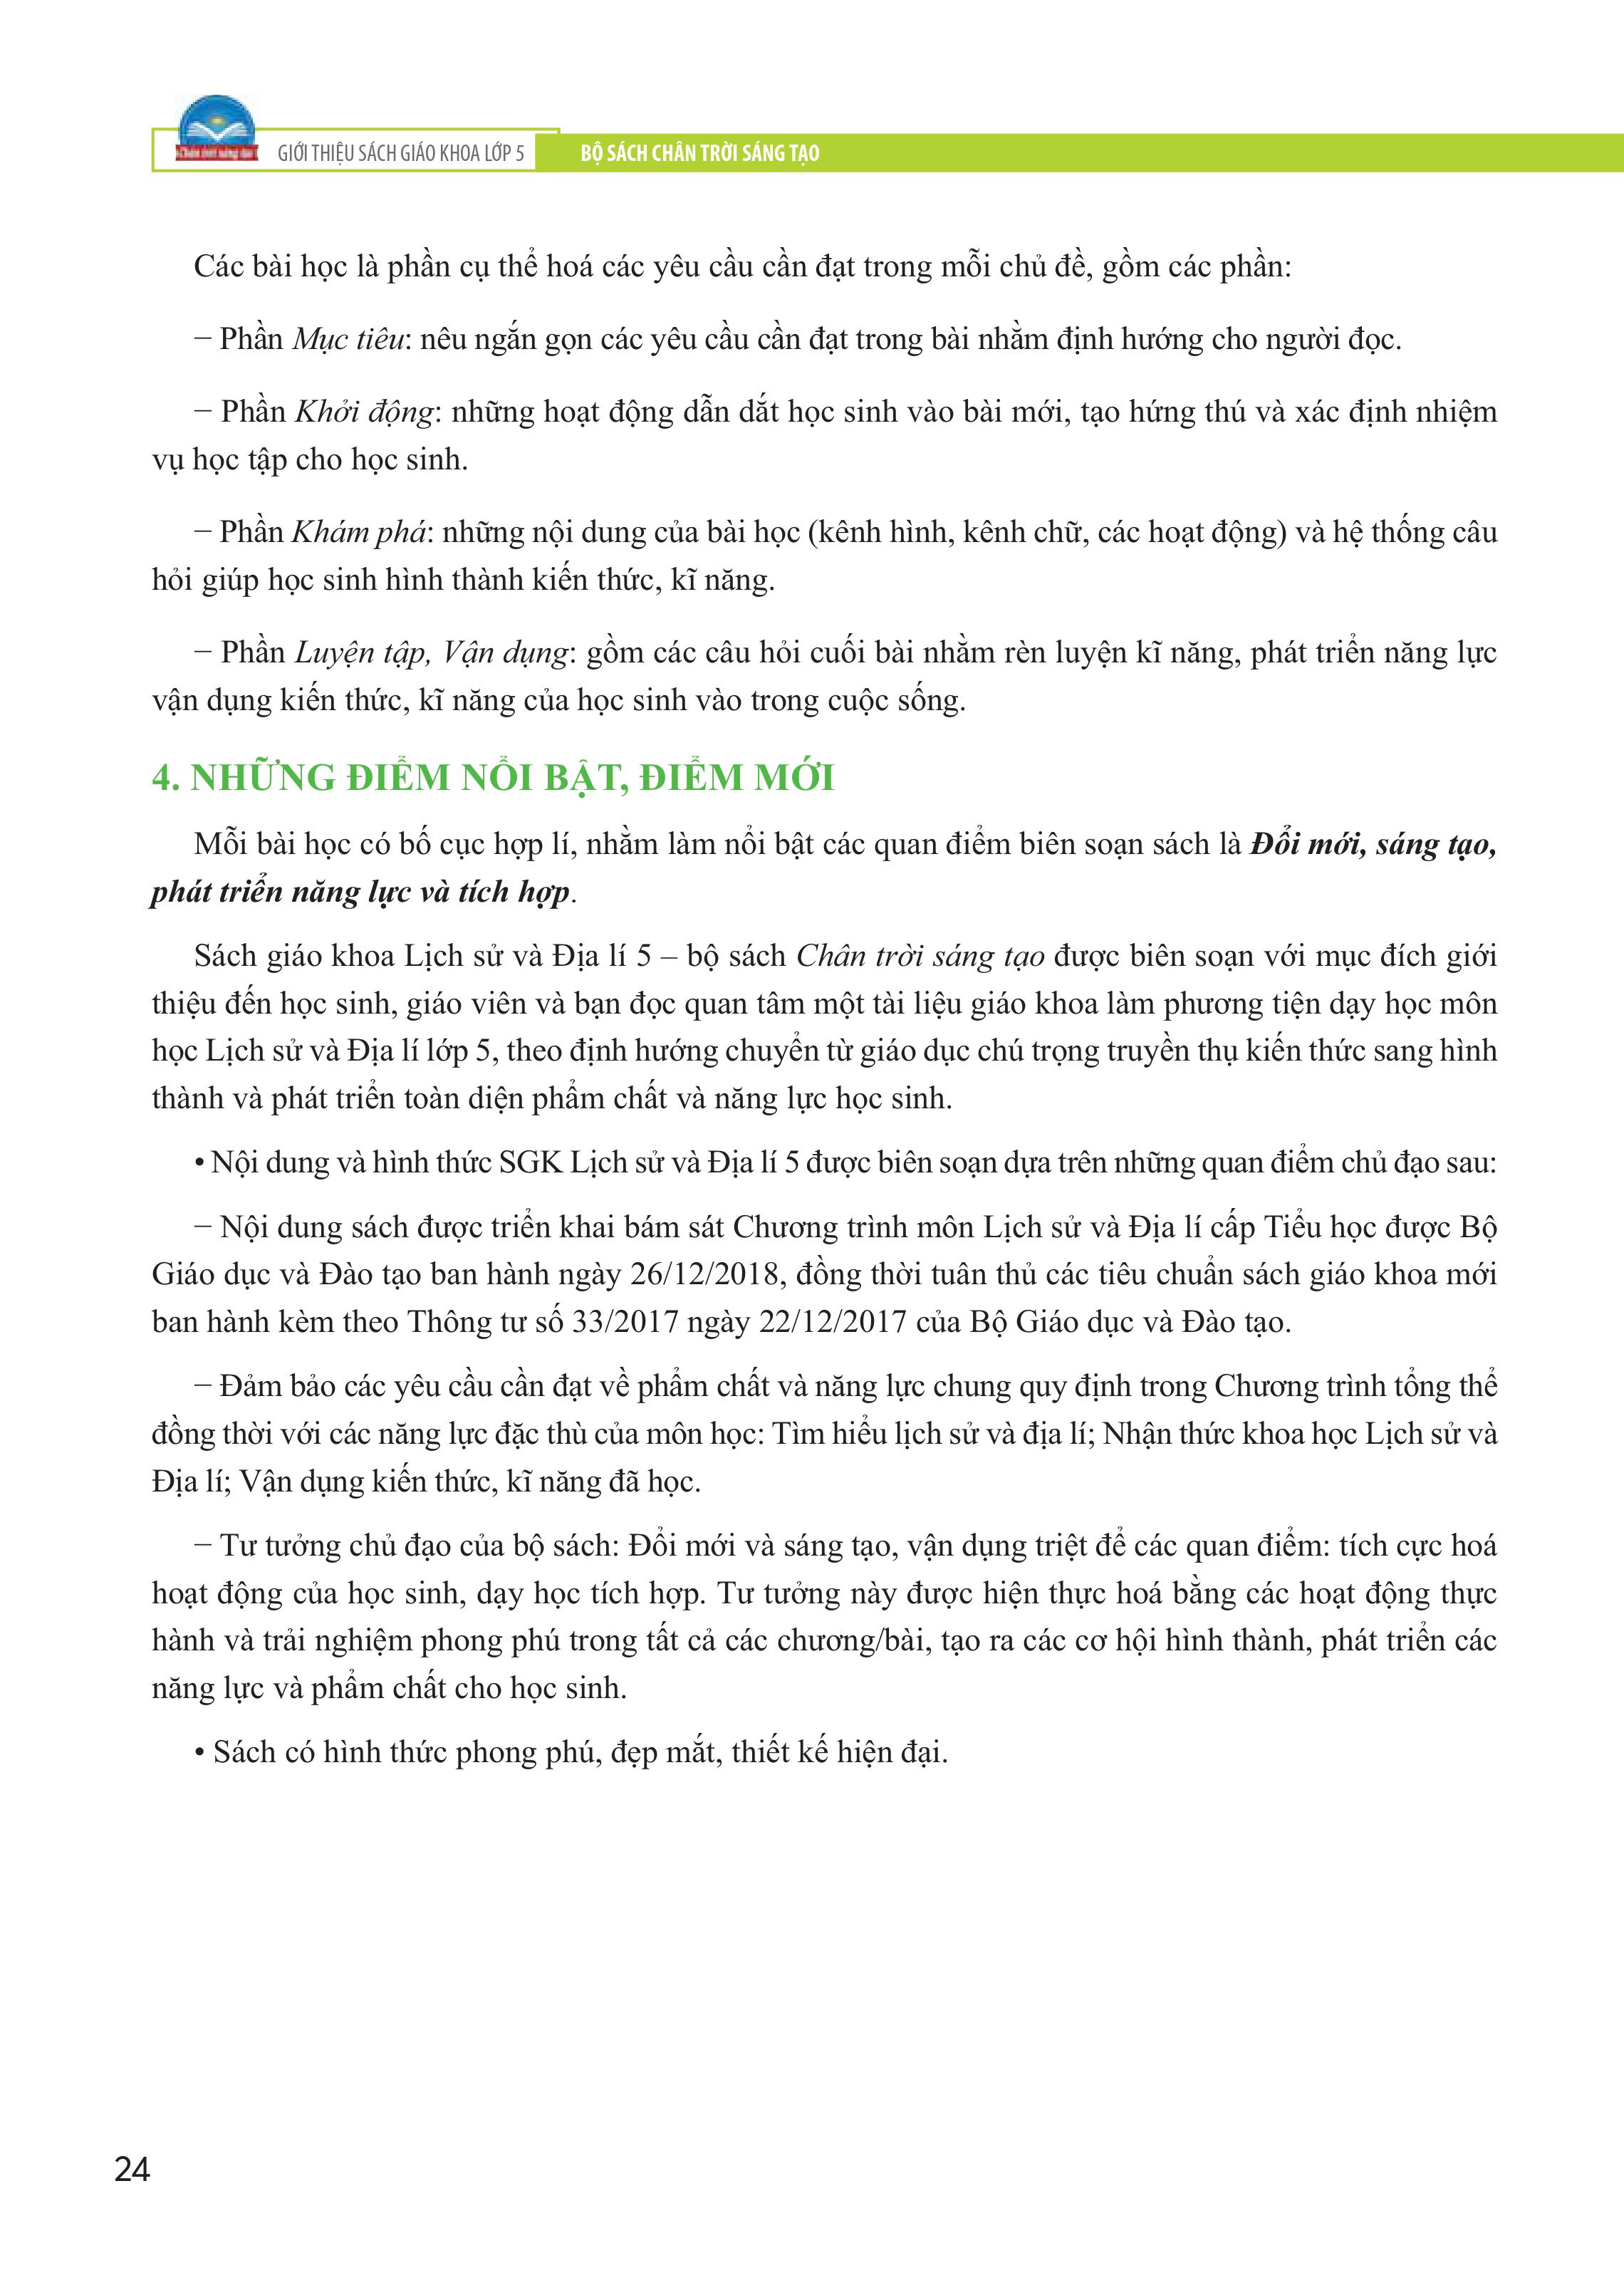 GIỚI THIỆU SÁCH GIÁO KHOA LỚP 5 BỘ SÁCH CHÂN TRỜI SÁNG TẠO
Các bài học là phần cụ thể hoá các yêu cầu cần đạt trong mỗi chủ đề, gồm các phần:
− Phần Mục tiêu: nêu ngắn gọn các yêu cầu cần đạt trong bài nhằm định hướng cho người đọc.
− Phần Khởi động: những hoạt động dẫn dắt học sinh vào bài mới, tạo hứng thú và xác định nhiệm
vụ học tập cho học sinh.
− Phần Khám phá: những nội dung của bài học (kênh hình, kênh chữ, các hoạt động) và hệ thống câu
hỏi giúp học sinh hình thành kiến thức, kĩ năng.
− Phần Luyện tập, Vận dụng: gồm các câu hỏi cuối bài nhằm rèn luyện kĩ năng, phát triển năng lực
vận dụng kiến thức, kĩ năng của học sinh vào trong cuộc sống.
4. NHỮNG ĐIỂM NỔI BẬT, ĐIỂM MỚI
Mỗi bài học có bố cục hợp lí, nhằm làm nổi bật các quan điểm biên soạn sách là Đổi mới, sáng tạo,
phát triển năng lực và tích hợp.
Sách giáo khoa Lịch sử và Địa lí 5 – bộ sách Chân trời sáng tạo được biên soạn với mục đích giới
thiệu đến học sinh, giáo viên và bạn đọc quan tâm một tài liệu giáo khoa làm phương tiện dạy học môn
học Lịch sử và Địa lí lớp 5, theo định hướng chuyển từ giáo dục chú trọng truyền thụ kiến thức sang hình
thành và phát triển toàn diện phẩm chất và năng lực học sinh.
• Nội dung và hình thức SGK Lịch sử và Địa lí 5 được biên soạn dựa trên những quan điểm chủ đạo sau:
− Nội dung sách được triển khai bám sát Chương trình môn Lịch sử và Địa lí cấp Tiểu học được Bộ
Giáo dục và Đào tạo ban hành ngày 26/12/2018, đồng thời tuân thủ các tiêu chuẩn sách giáo khoa mới
ban hành kèm theo Thông tư số 33/2017 ngày 22/12/2017 của Bộ Giáo dục và Đào tạo.
− Đảm bảo các yêu cầu cần đạt về phẩm chất và năng lực chung quy định trong Chương trình tổng thể
đồng thời với các năng lực đặc thù của môn học: Tìm hiểu lịch sử và địa lí; Nhận thức khoa học Lịch sử và
Địa lí; Vận dụng kiến thức, kĩ năng đã học.
− Tư tưởng chủ đạo của bộ sách: Đổi mới và sáng tạo, vận dụng triệt để các quan điểm: tích cực hoá
hoạt động của học sinh, dạy học tích hợp. Tư tưởng này được hiện thực hoá bằng các hoạt động thực
hành và trải nghiệm phong phú trong tất cả các chương/bài, tạo ra các cơ hội hình thành, phát triển các
năng lực và phẩm chất cho học sinh.
• Sách có hình thức phong phú, đẹp mắt, thiết kế hiện đại.
24